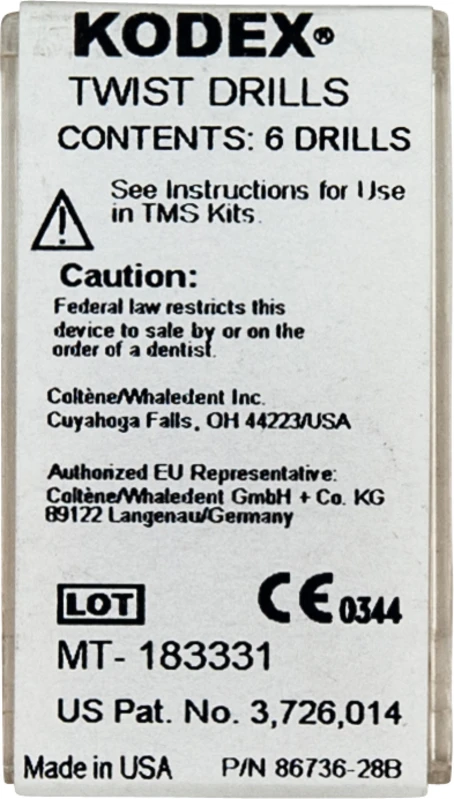 KODEX®
TWIST DRILLS
CONTENTS: 6 DRILLS
See Instructions for Use
in TMS Kits.
Caution:
Federal law restricts this
device to sale by or on the
order of a dentist.
Coltène/Whaledent Inc.
Cuyahoga Falls, OH 44223/USA
Authorized EU Representative:
Coltène/Whaledent GmbH + Co. KG
89122 Langenau/Germany
LOT CE 0344
MT- 183331
US Pat. No. 3,726,014
Made in USA P/N 86736-28B